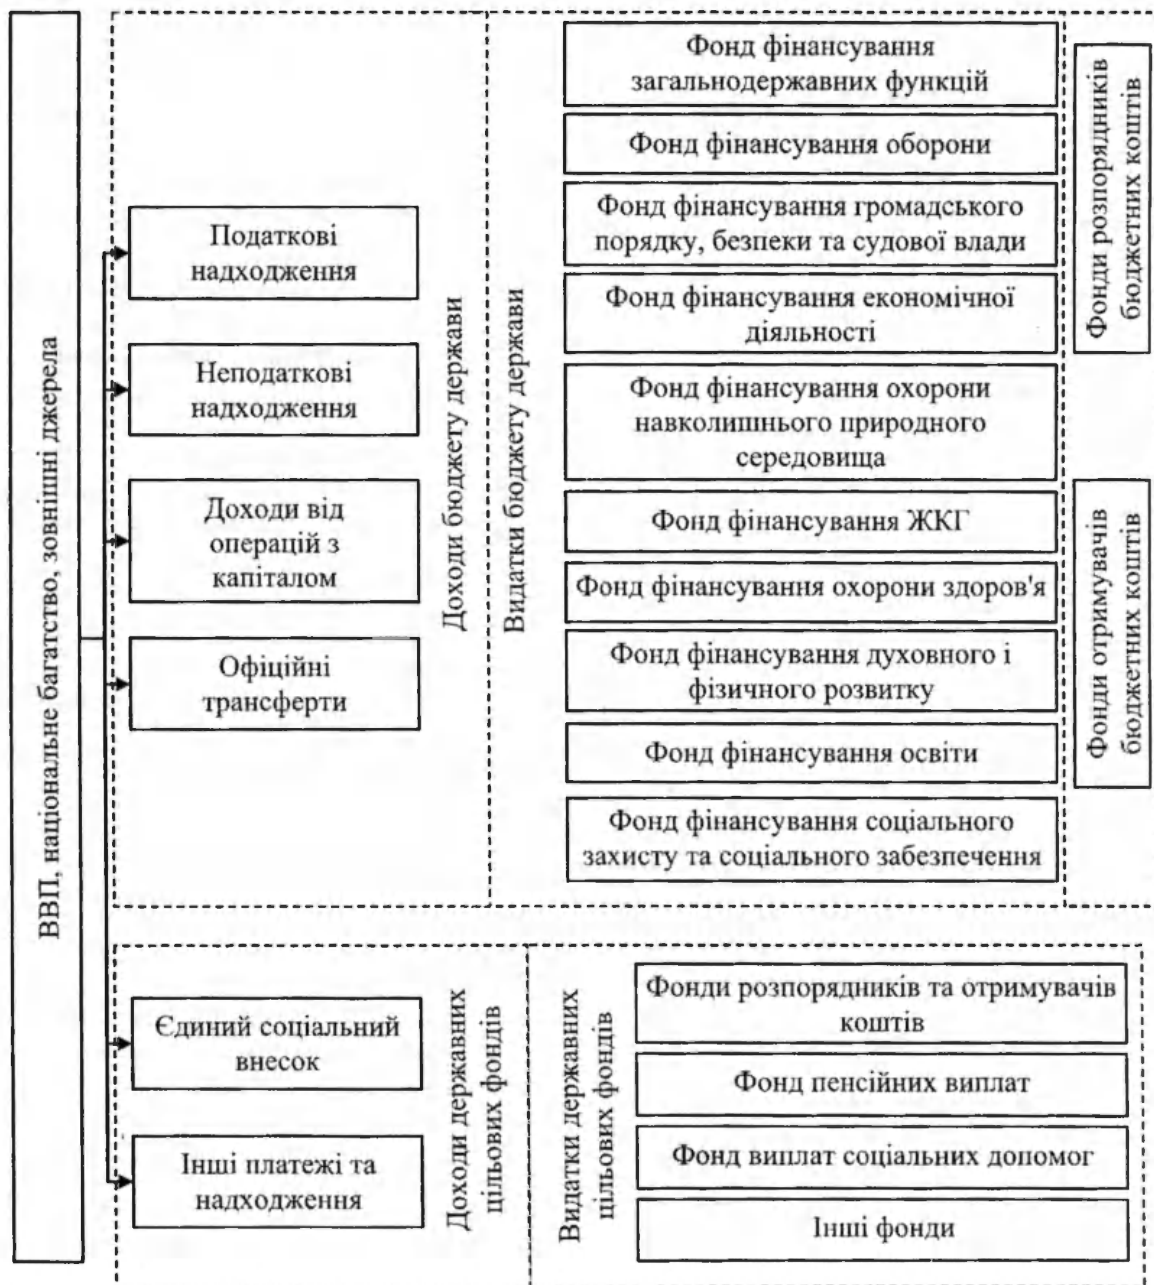 ВВП, національне багатство, зовнішні джерела
Податкові
надходження
Неподаткові
надходження
Доходи від
операцій з
капіталом
Офіційні
трансферти
Доходи бюджету держави
Видатки бюджету держави
Фонд фінансування
загальнодержавних функцій
Фонд фінансування оборони
Фонд фінансування громадського
порядку, безпеки та судової влади
Фонд фінансування економічної
діяльності
Фонд фінансування охорони
навколишнього природного
середовища
Фонд фінансування ЖКГ
Фонд фінансування охорони здоров'я
Фонд фінансування духовного і
фізичного розвитку
Фонд фінансування освіти
Фонд фінансування соціального
захисту та соціального забезпечення
Фонди розпорядників
бюджетних коштів
Фонди отримувачів
бюджетних коштів
Єдиний соціальний
внесок
Інші платежі та
надходження
Доходи державних
цільових фондів
Видатки державних
цільових фондів
Фонди розпорядників та отримувачів
коштів
Фонд пенсійних виплат
Фонд виплат соціальних допомог
Інші фонди